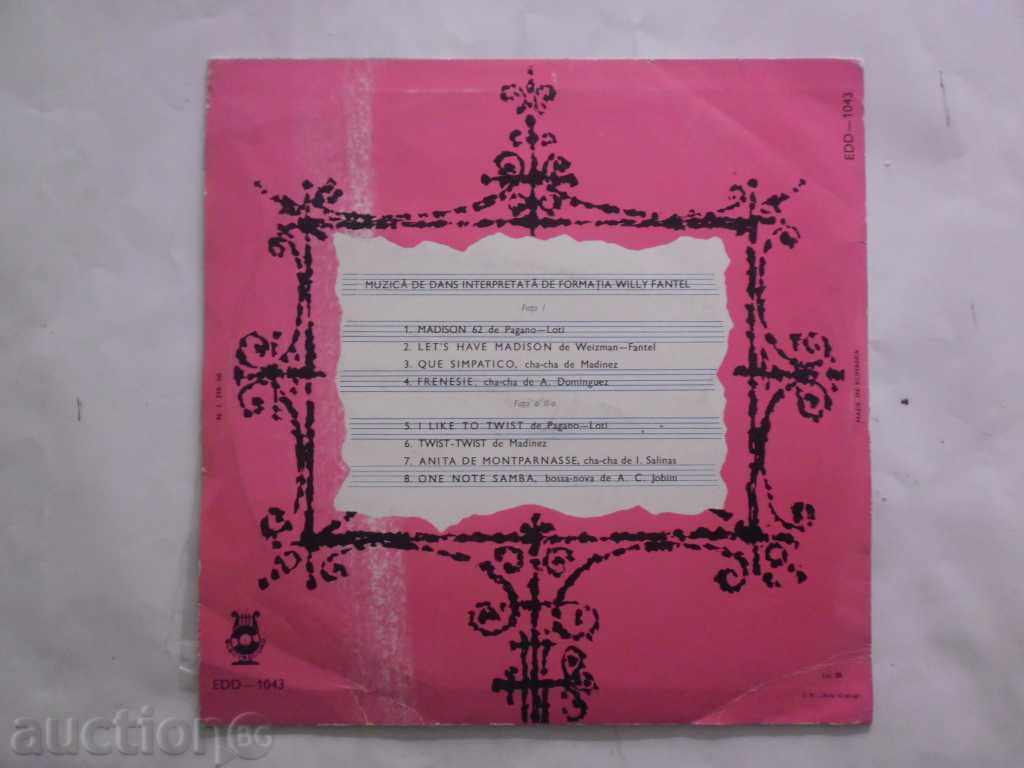 EDD—1043
MUZICĂ DE DANS INTERPRETATĂ DE FORMAȚIA WILLY FANTEL
Fața I
1. MADISON 62 de Pagano—Loti
2. LET'S HAVE MADISON de Weizman—Fantel
3. QUE SIMPATICO, cha-cha de Madinez
4. FRENESIE, cha-cha de A. Dominguez
Fața a II-a
5. I LIKE TO TWIST de Pagano—Loti
6. TWIST-TWIST de Madinez
7. ANITA DE MONTPARNASSE, cha-cha de I. Salinas
8. ONE NOTE SAMBA, bossa-nova de A. C. Jobim
MADE IN ROMANIA
EDD—1043
auction BG